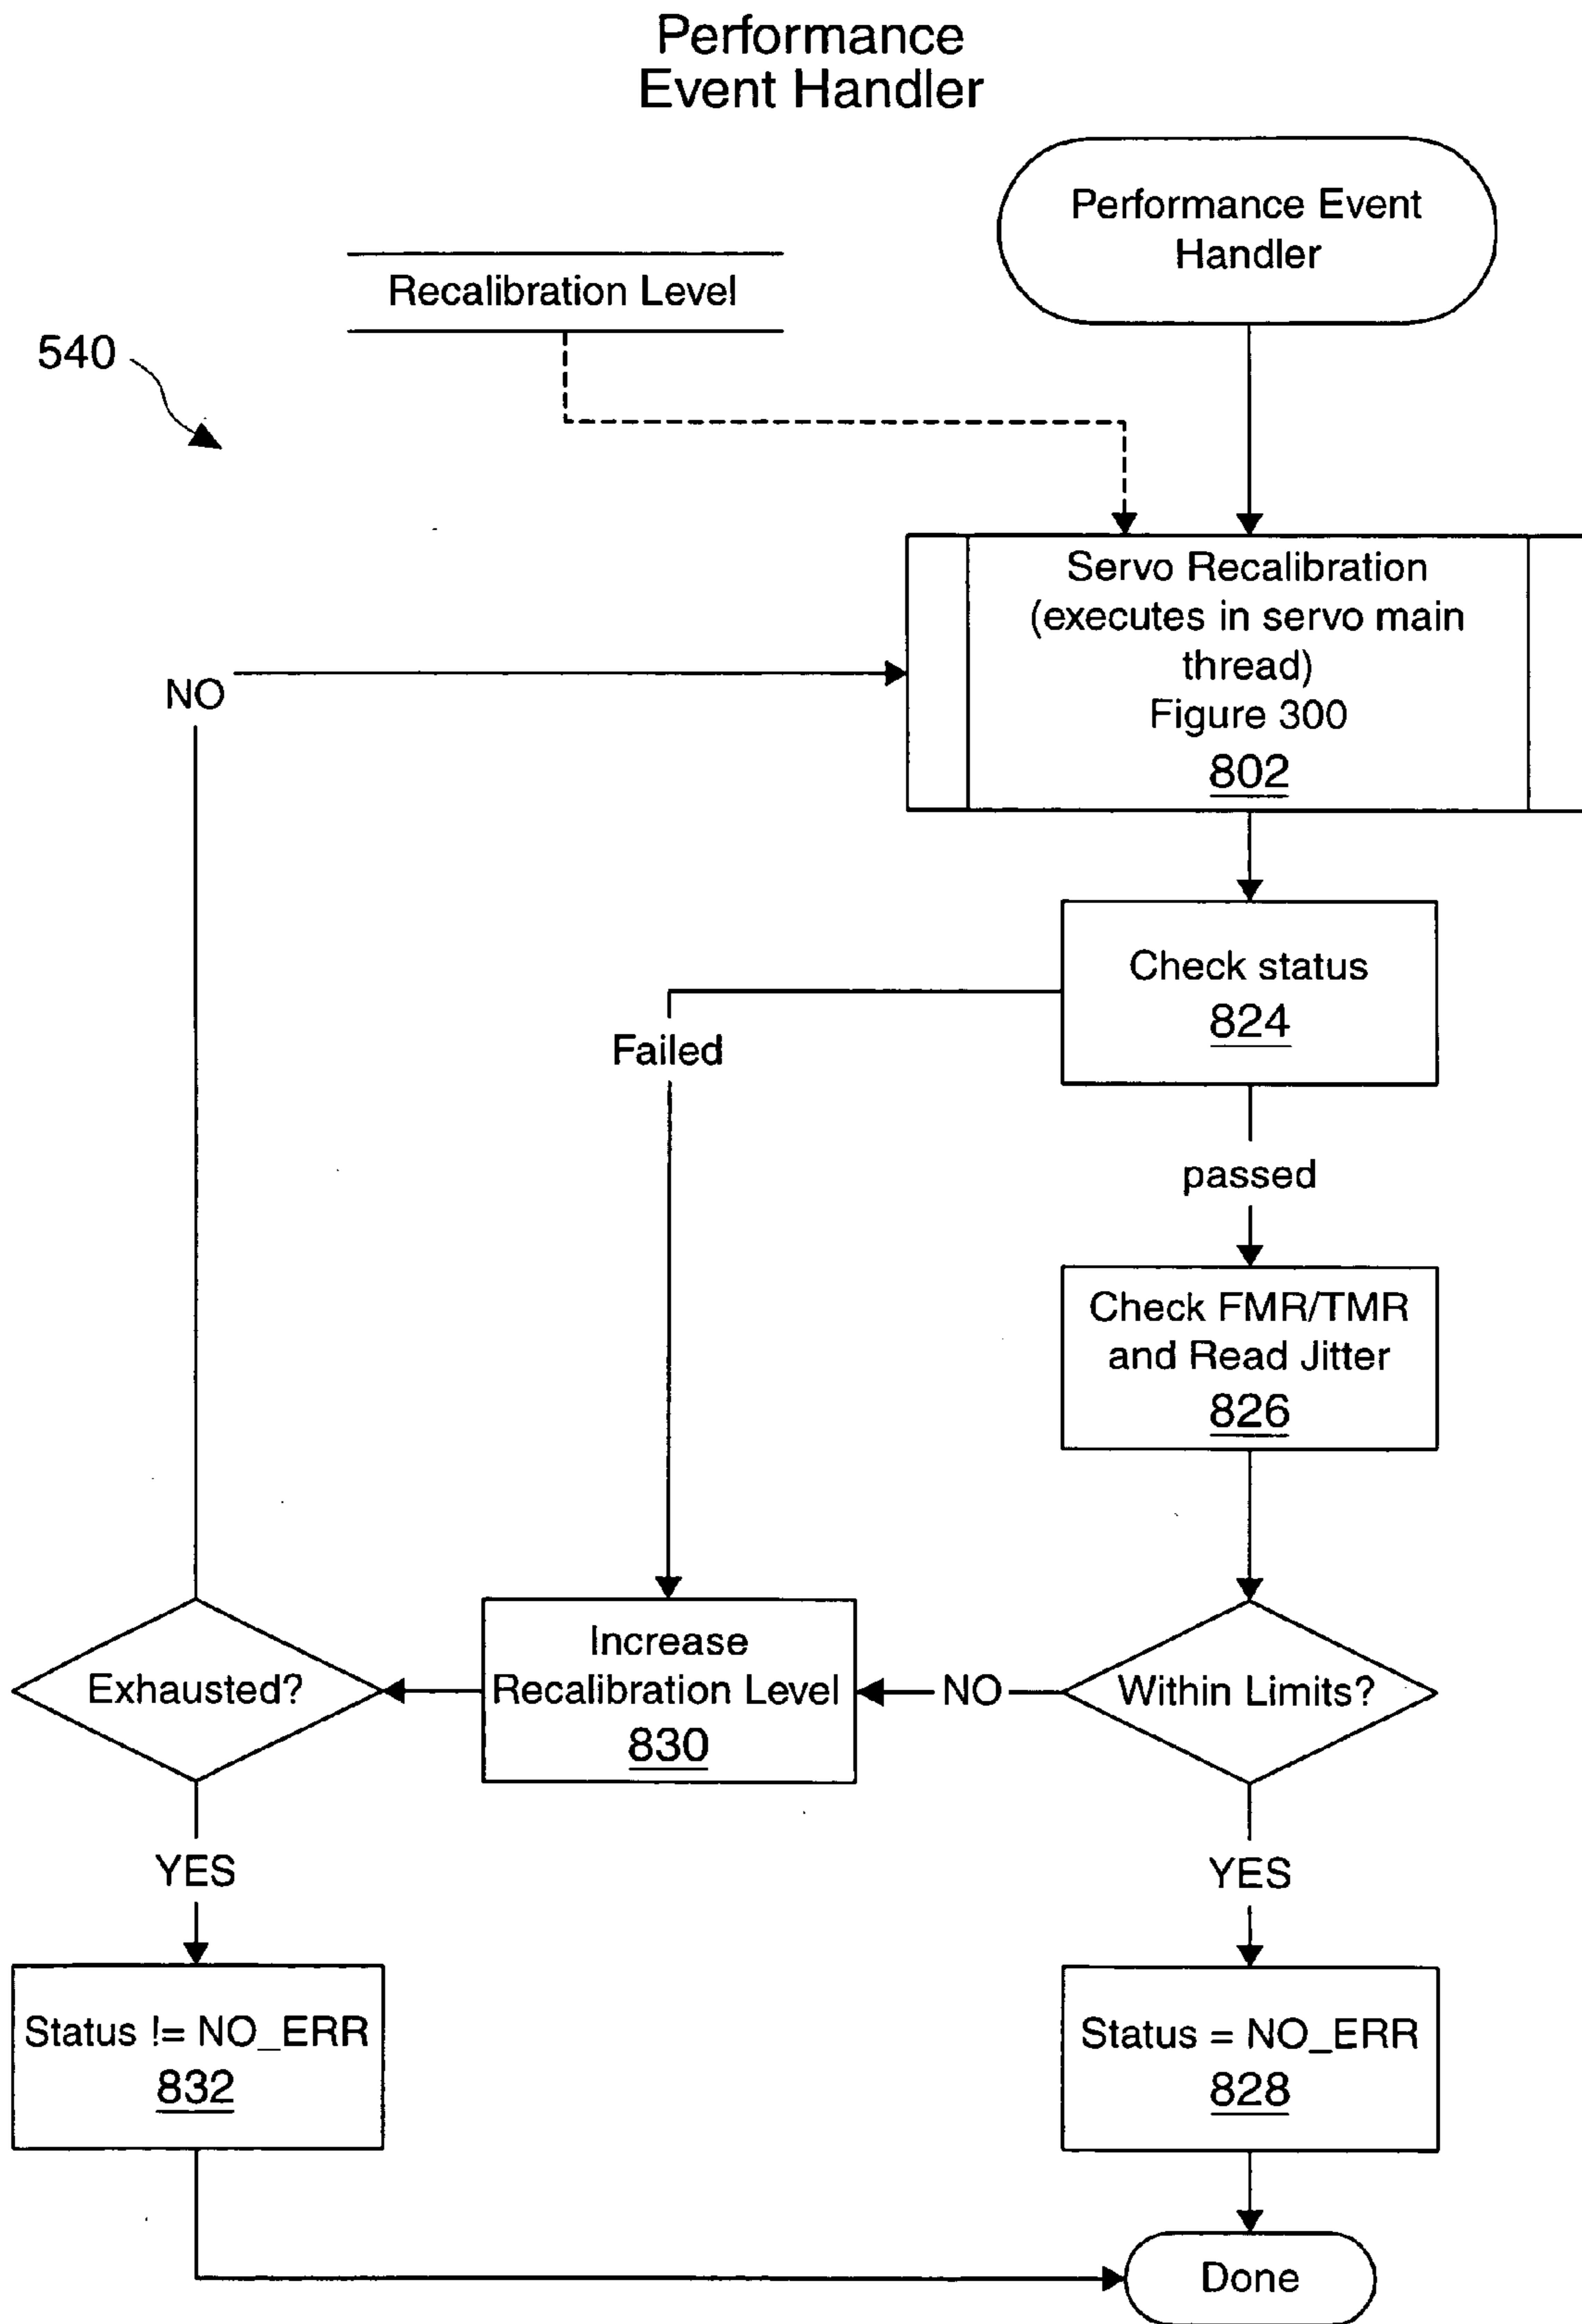 Performance
Event Handler
Performance Event
Handler
Recalibration Level
540
Servo Recalibration
(executes in servo main
thread)
Figure 300
802
NO
Check status
824
Failed
passed
Check FMR/TMR
and Read Jitter
826
Exhausted?
Increase
Recalibration Level
830
NO
Within Limits?
YES
YES
Status != NO_ERR
832
Status = NO_ERR
828
Done